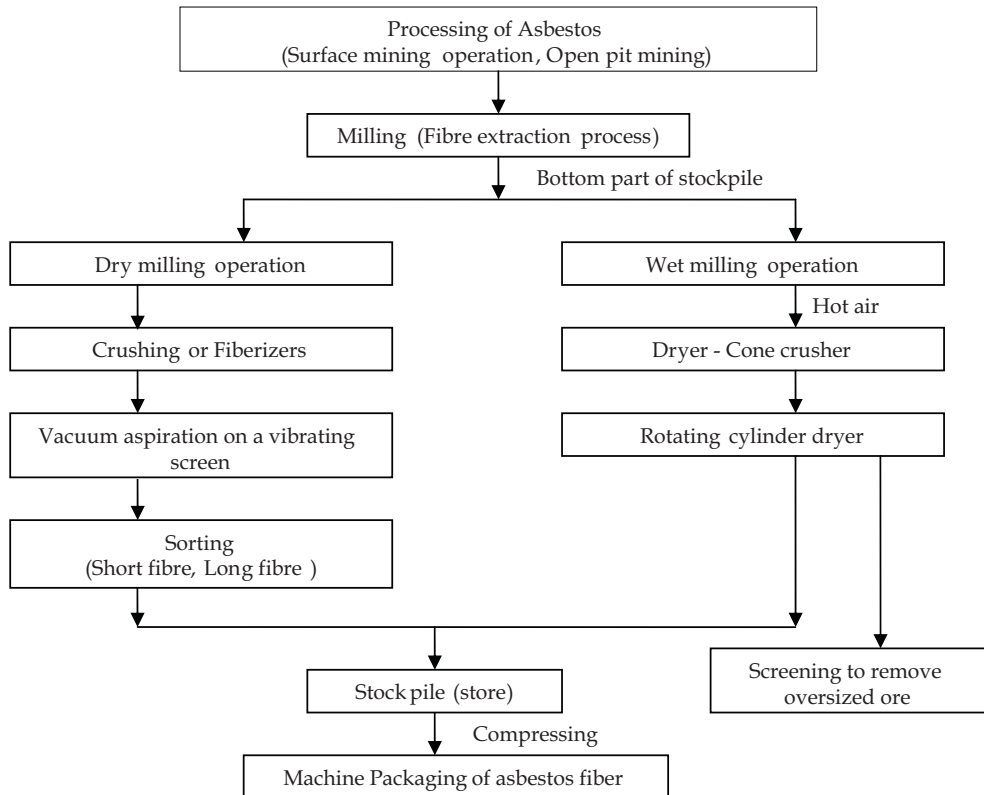 Processing of Asbestos
(Surface mining operation, Open pit mining)
Milling (Fibre extraction process)
Bottom part of stockpile
Dry milling operation
Wet milling operation
Hot air
Crushing or Fiberizers
Dryer - Cone crusher
Vacuum aspiration on a vibrating
screen
Rotating cylinder dryer
Sorting
(Short fibre, Long fibre )
Stock pile (store)
Screening to remove
oversized ore
Compressing
Machine Packaging of asbestos fiber